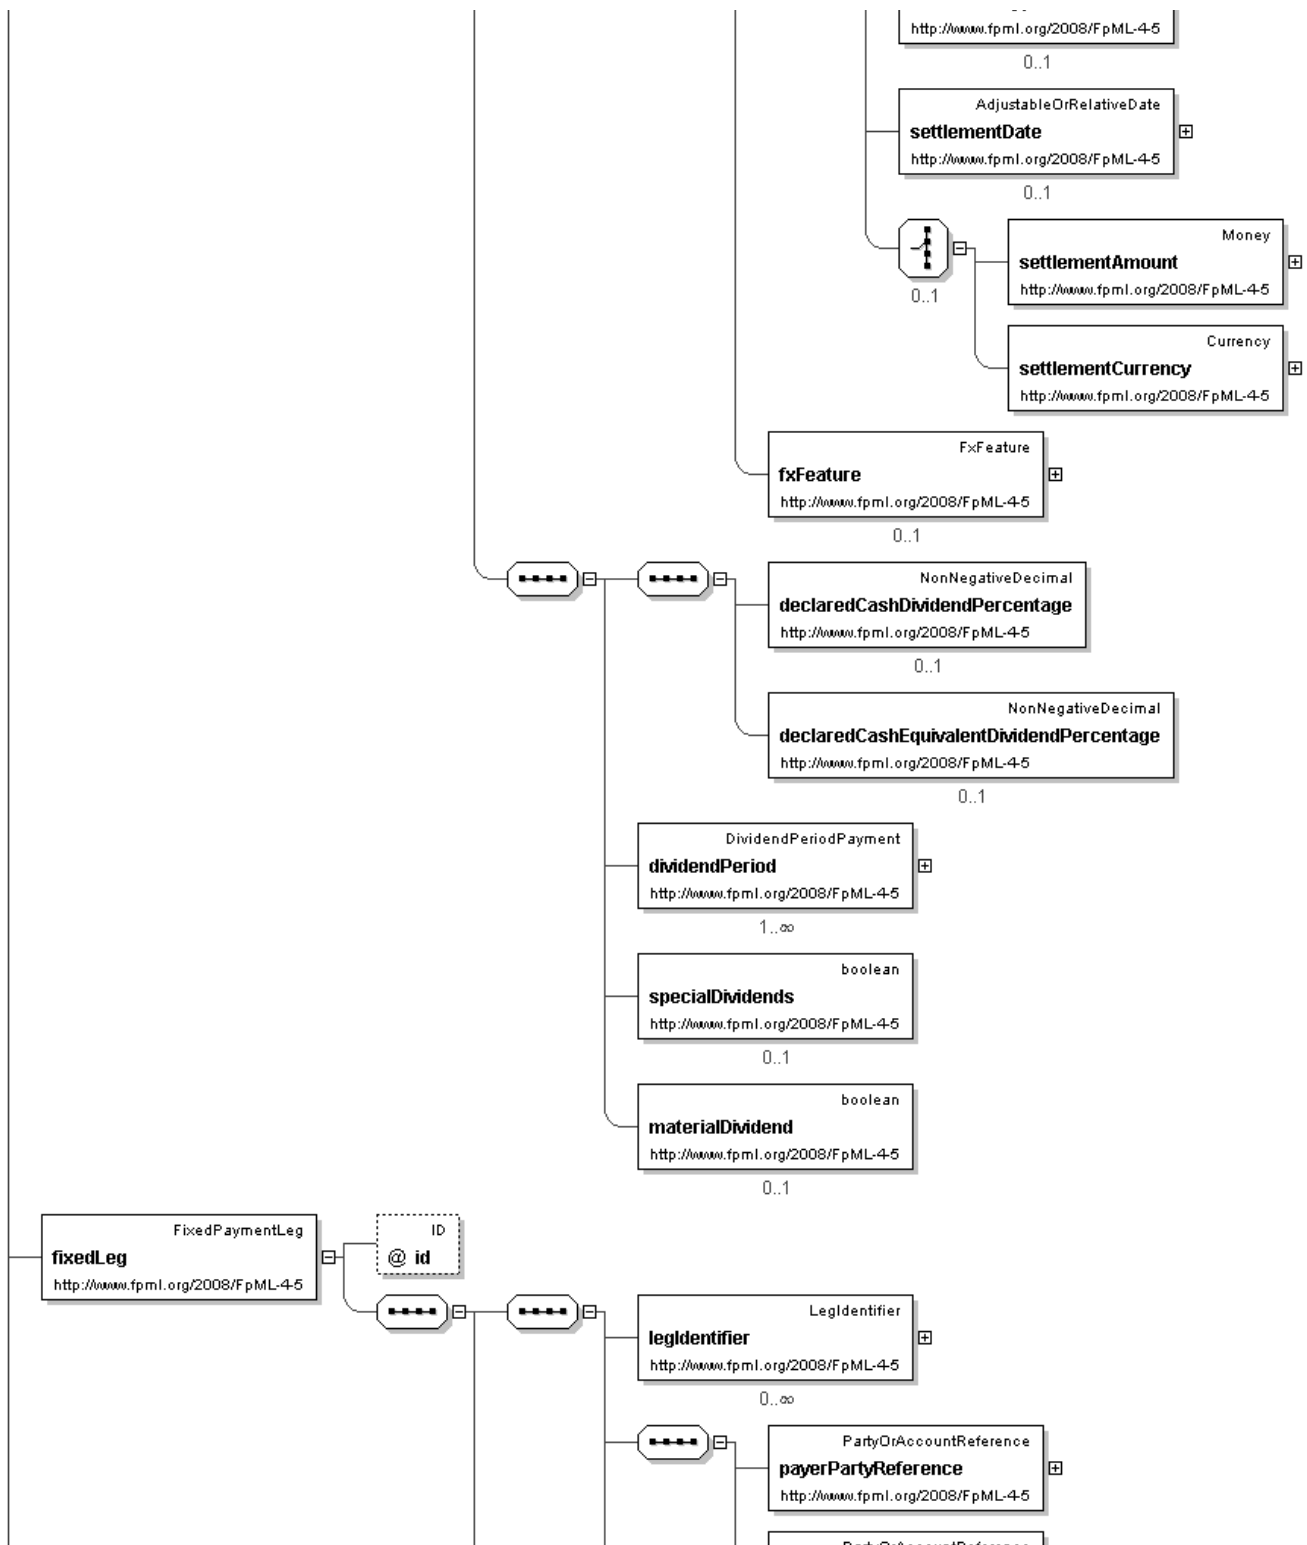 http://www.fpml.org/2008/FpML-4-5
0..1
AdjustableOrRelativeDate
settlementDate
http://www.fpml.org/2008/FpML-4-5
0..1
Money
settlementAmount
http://www.fpml.org/2008/FpML-4-5
0..1
Currency
settlementCurrency
http://www.fpml.org/2008/FpML-4-5
FxFeature
fxFeature
http://www.fpml.org/2008/FpML-4-5
0..1
NonNegativeDecimal
declaredCashDividendPercentage
http://www.fpml.org/2008/FpML-4-5
0..1
NonNegativeDecimal
declaredCashEquivalentDividendPercentage
http://www.fpml.org/2008/FpML-4-5
0..1
DividendPeriodPayment
dividendPeriod
http://www.fpml.org/2008/FpML-4-5
1..∞
boolean
specialDividends
http://www.fpml.org/2008/FpML-4-5
0..1
boolean
materialDividend
http://www.fpml.org/2008/FpML-4-5
0..1
FixedPaymentLeg
fixedLeg
http://www.fpml.org/2008/FpML-4-5
ID
@ id
LegIdentifier
legIdentifier
http://www.fpml.org/2008/FpML-4-5
0..∞
PartyOrAccountReference
payerPartyReference
http://www.fpml.org/2008/FpML-4-5
PartyOrAccountReference